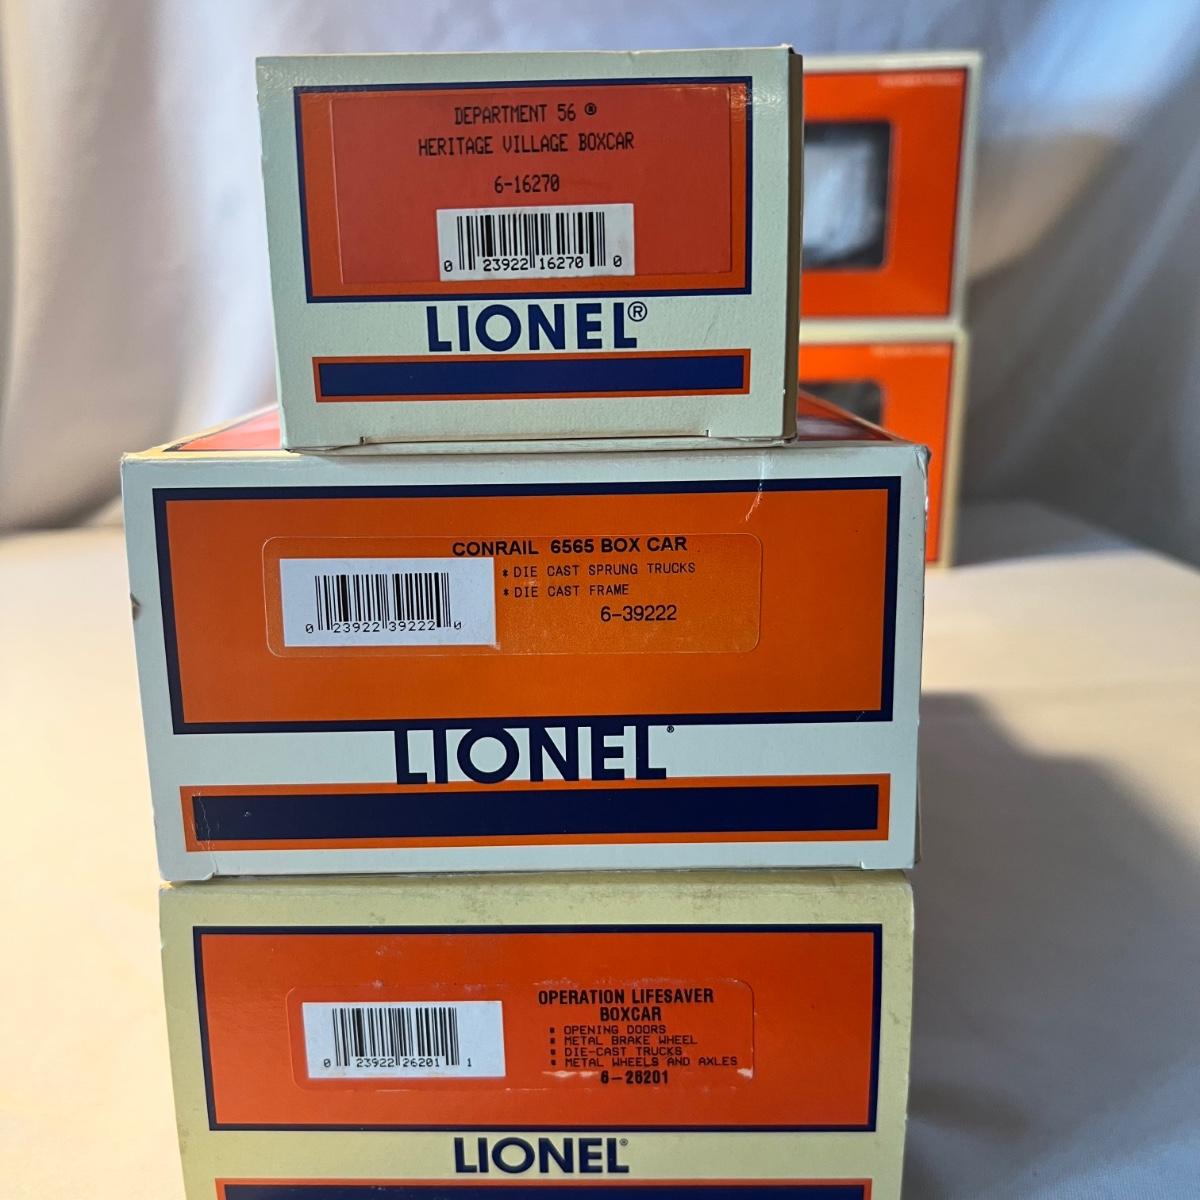 DEPARTMENT 56 ®
HERITAGE VILLAGE BOXCAR
6-16270
0 23922 16270 0
LIONEL®
CONRAIL 6565 BOX CAR
* DIE CAST SPRUNG TRUCKS
* DIE CAST FRAME
6-39222
0 23922 39222 0
LIONEL®
OPERATION LIFESAVER
BOXCAR
* OPENING DOORS
* METAL BRAKE WHEEL
* DIE-CAST TRUCKS
* METAL WHEELS AND AXLES
6-26201
0 23922 26201 1
LIONEL®